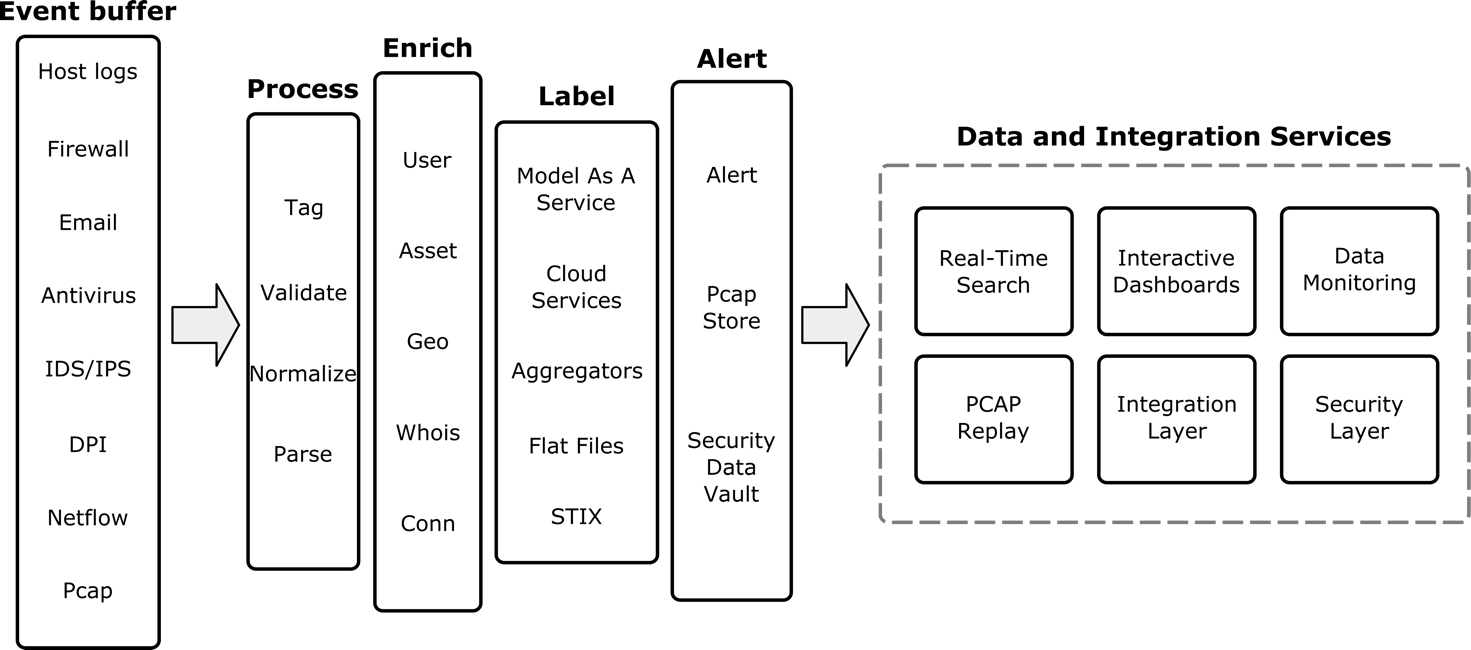 Event buffer
Host logs
Firewall
Email
Antivirus
IDS/IPS
DPI
Netflow
Pcap
Process
Tag
Validate
Normalize
Parse
Enrich
User
Asset
Geo
Whois
Conn
Label
Model As A
Service
Cloud
Services
Aggregators
Flat Files
STIX
Alert
Alert
Pcap
Store
Security
Data
Vault
Data and Integration Services
Real-Time
Search
Interactive
Dashboards
Data
Monitoring
PCAP
Replay
Integration
Layer
Security
Layer